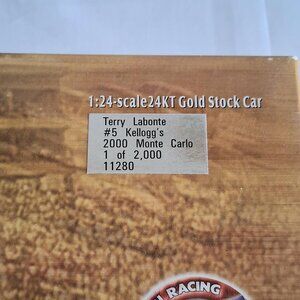 1:24-scale 24KT Gold Stock Car
Terry Labonte
#5 Kellogg's
2000 Monte Carlo
1 of 2,000
11280
RACING